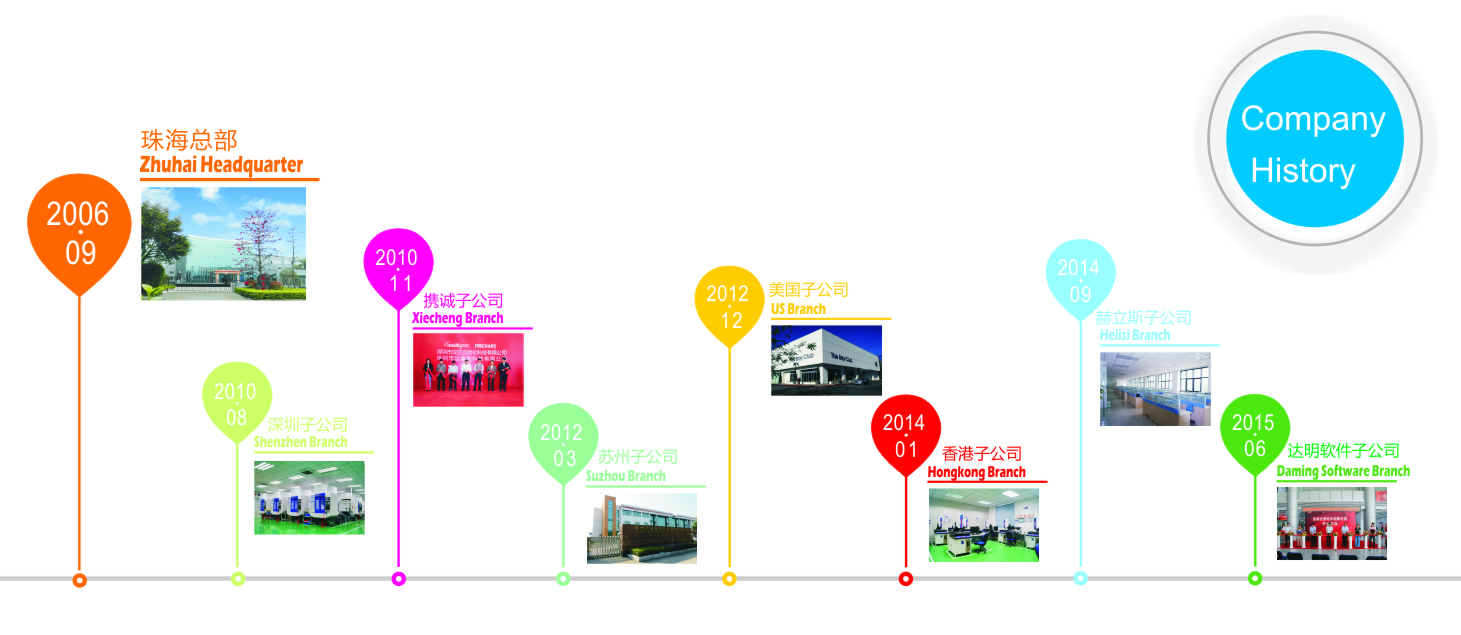 Company
History
珠海总部
Zhuhai Headquarter
2006
09
2010
08
深圳子公司
Shenzhen Branch
2010
11
携诚子公司
Xiecheng Branch
2012
03
苏州子公司
Suzhou Branch
2012
12
美国子公司
US Branch
The Bay Club
2014
01
香港子公司
Hongkong Branch
2014
09
赫立斯子公司
Helisi Branch
2015
06
达明软件子公司
Daming Software Branch